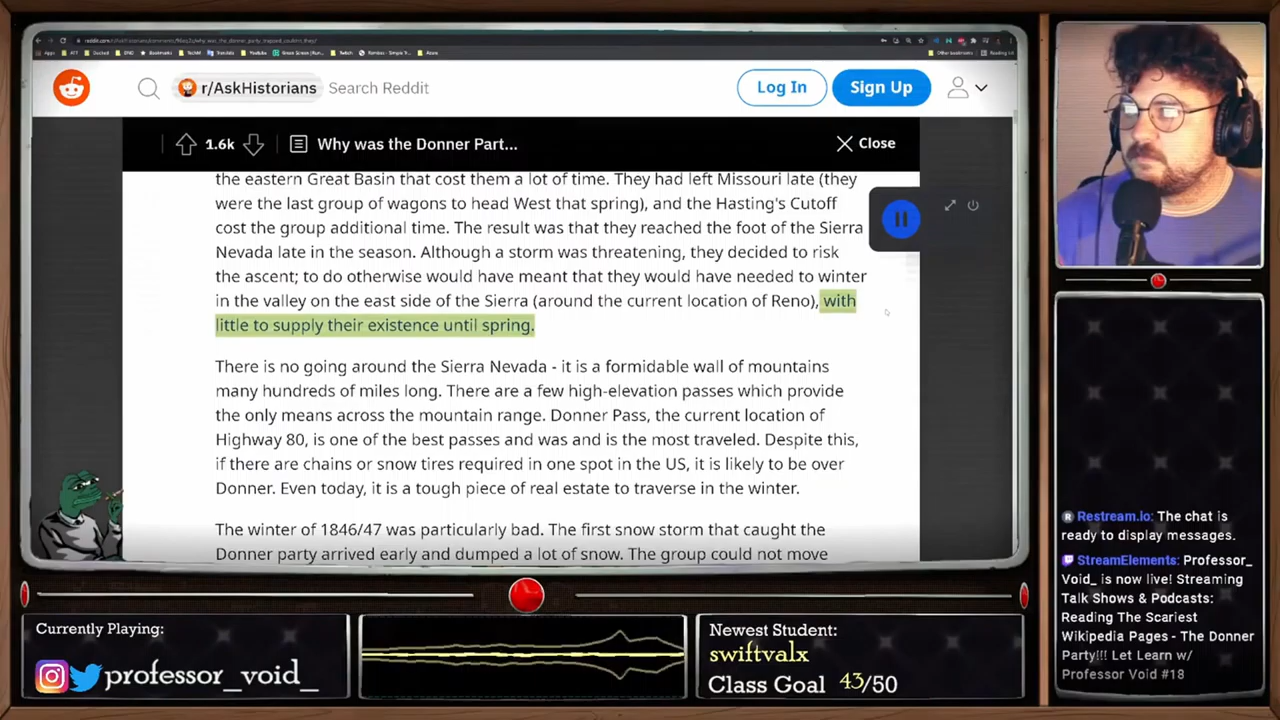 r/AskHistorians
Search Reddit
Log In
Sign Up
1.6k
Why was the Donner Part...
Close
the eastern Great Basin that cost them a lot of time. They had left Missouri late (they
were the last group of wagons to head West that spring), and the Hasting's Cutoff
cost the group additional time. The result was that they reached the foot of the Sierra
Nevada late in the season. Although a storm was threatening, they decided to risk
the ascent; to do otherwise would have meant that they would have needed to winter
in the valley on the east side of the Sierra (around the current location of Reno), with
little to supply their existence until spring.
There is no going around the Sierra Nevada - it is a formidable wall of mountains
many hundreds of miles long. There are a few high-elevation passes which provide
the only means across the mountain range. Donner Pass, the current location of
Highway 80, is one of the best passes and was and is the most traveled. Despite this,
if there are chains or snow tires required in one spot in the US, it is likely to be over
Donner. Even today, it is a tough piece of real estate to traverse in the winter.
The winter of 1846/47 was particularly bad. The first snow storm that caught the
Donner party arrived early and dumped a lot of snow. The group could not move
Restream.io: The chat is
ready to display messages.
StreamElements: Professor_
Void_ is now live! Streaming
Talk Shows & Podcasts:
Reading The Scariest
Wikipedia Pages - The Donner
Party!!! Let Learn w/
Professor Void #18
Currently Playing:
professor_void_
Newest Student:
swiftvalx
Class Goal 43/50